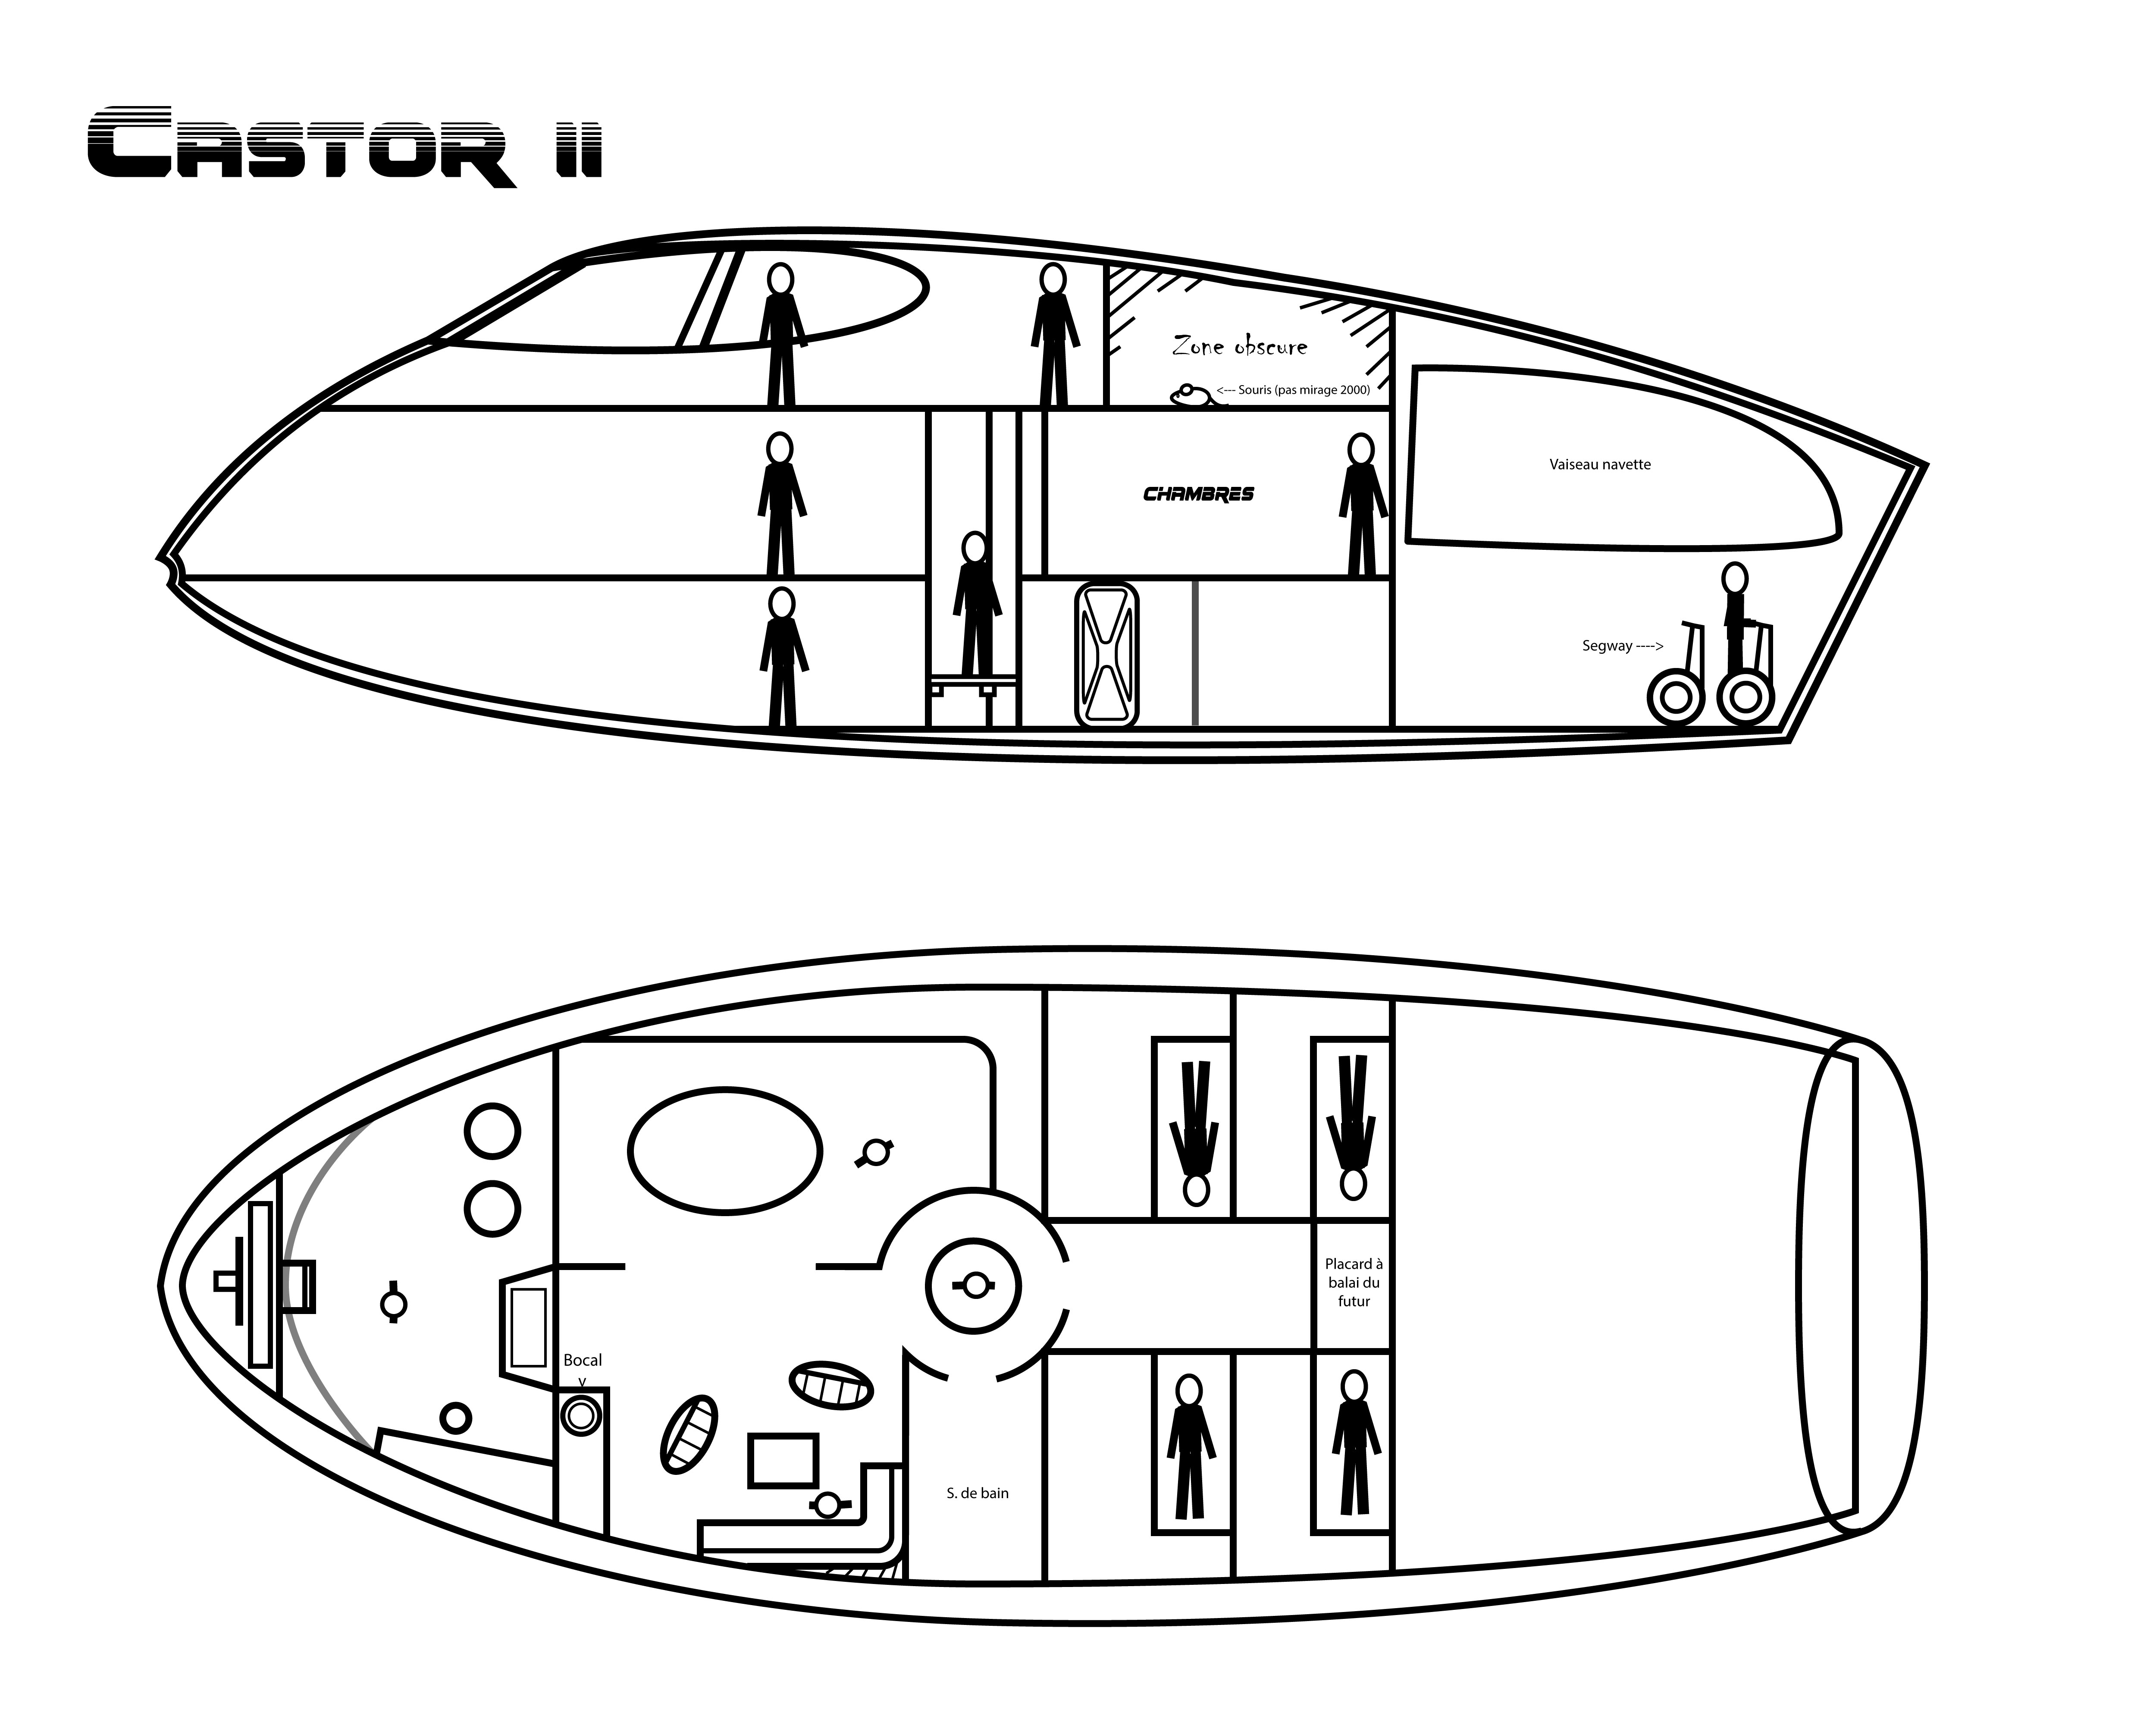 Castor II
Zone obscure
<--- Souris (pas mirage 2000)
Vaiseau navette
CHAMBRES
Segway ---->
Placard à
balai du
futur
Bocal
v
S. de bain